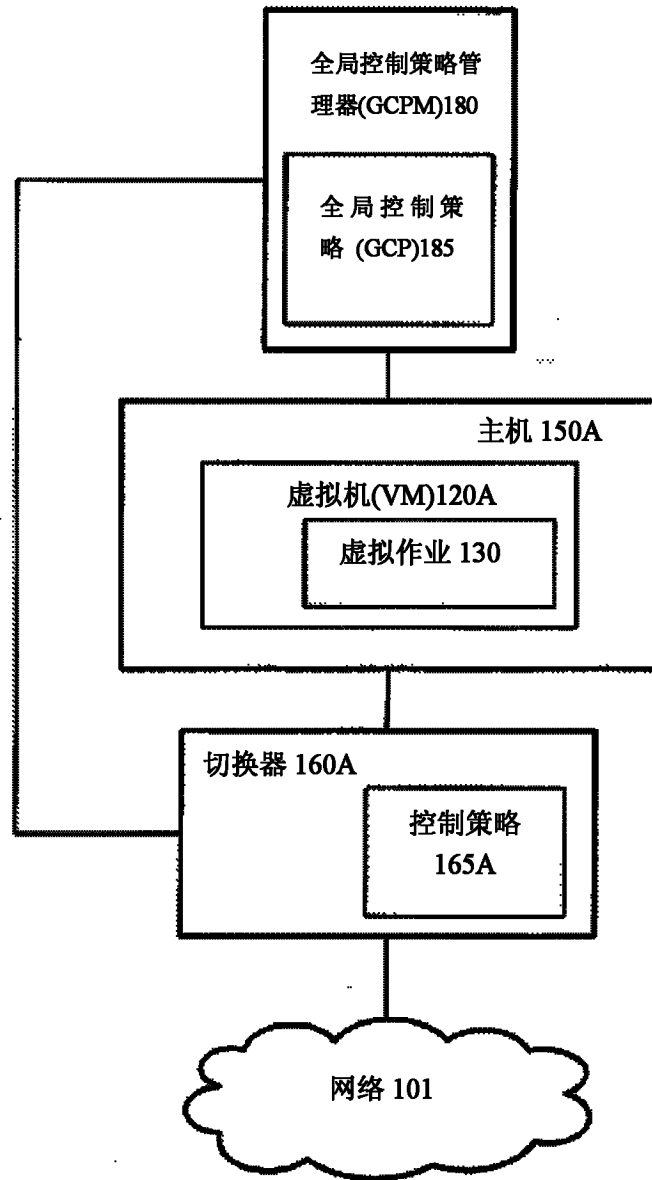 全局控制策略管
理器(GCPM)180
全局控制策
略 (GCP)185
主机 150A
虚拟机(VM)120A
虚拟作业 130
切换器 160A
控制策略
165A
网络 101